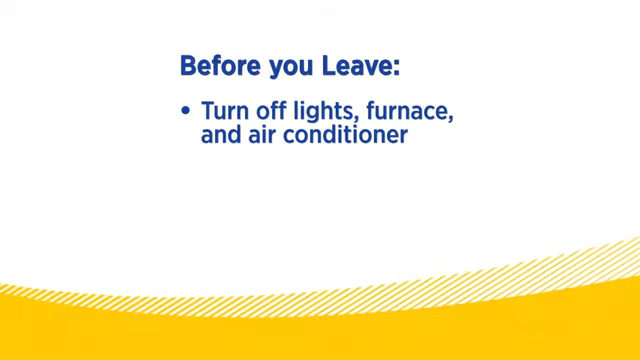 Before you Leave:
• Turn off lights, furnace,
and air conditioner